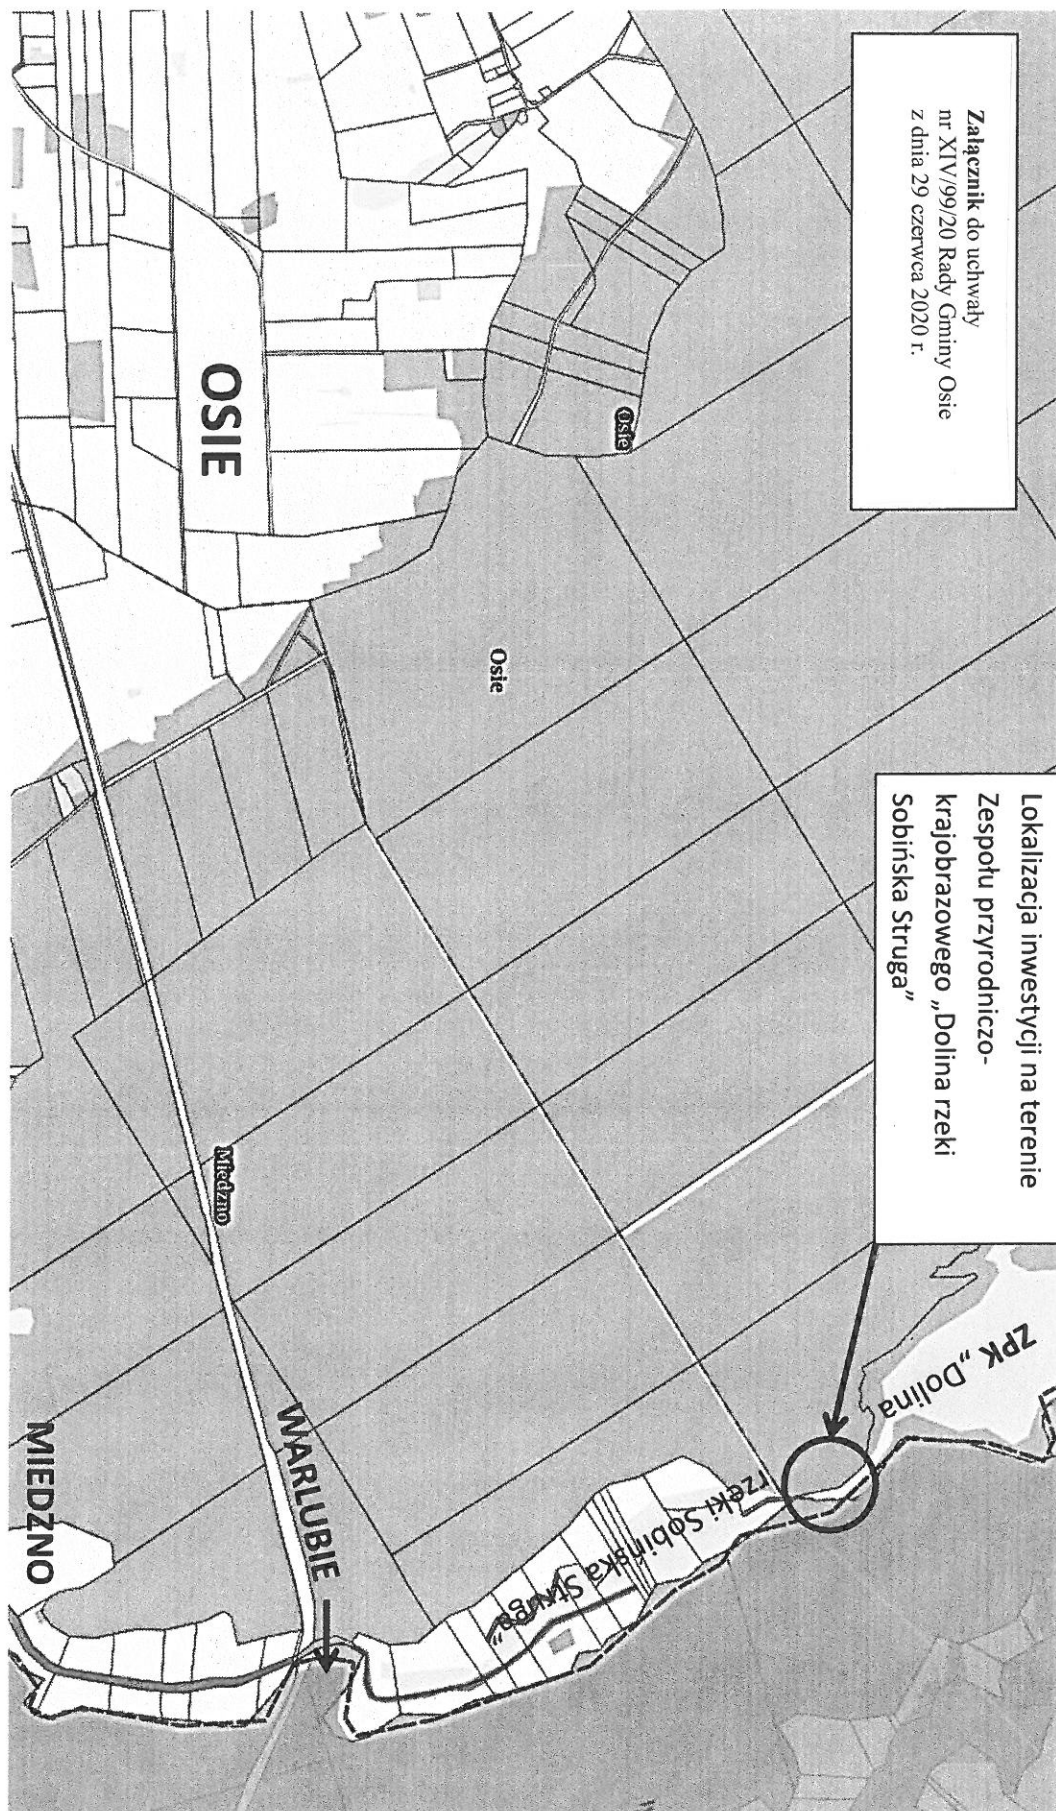 Załącznik do uchwały
nr XIV/99/20 Rady Gminy Osie
z dnia 29 czerwca 2020 r.
Lokalizacja inwestycji na terenie
Zespołu przyrodniczo-
krajobrazowego „Dolina rzeki
Sobińska Struga”
ZPK „Dolina
rzeki Sobińska Struga”
Osie
Osie
OSIE
Miedzno
WARLUBIE
MIEDZNO